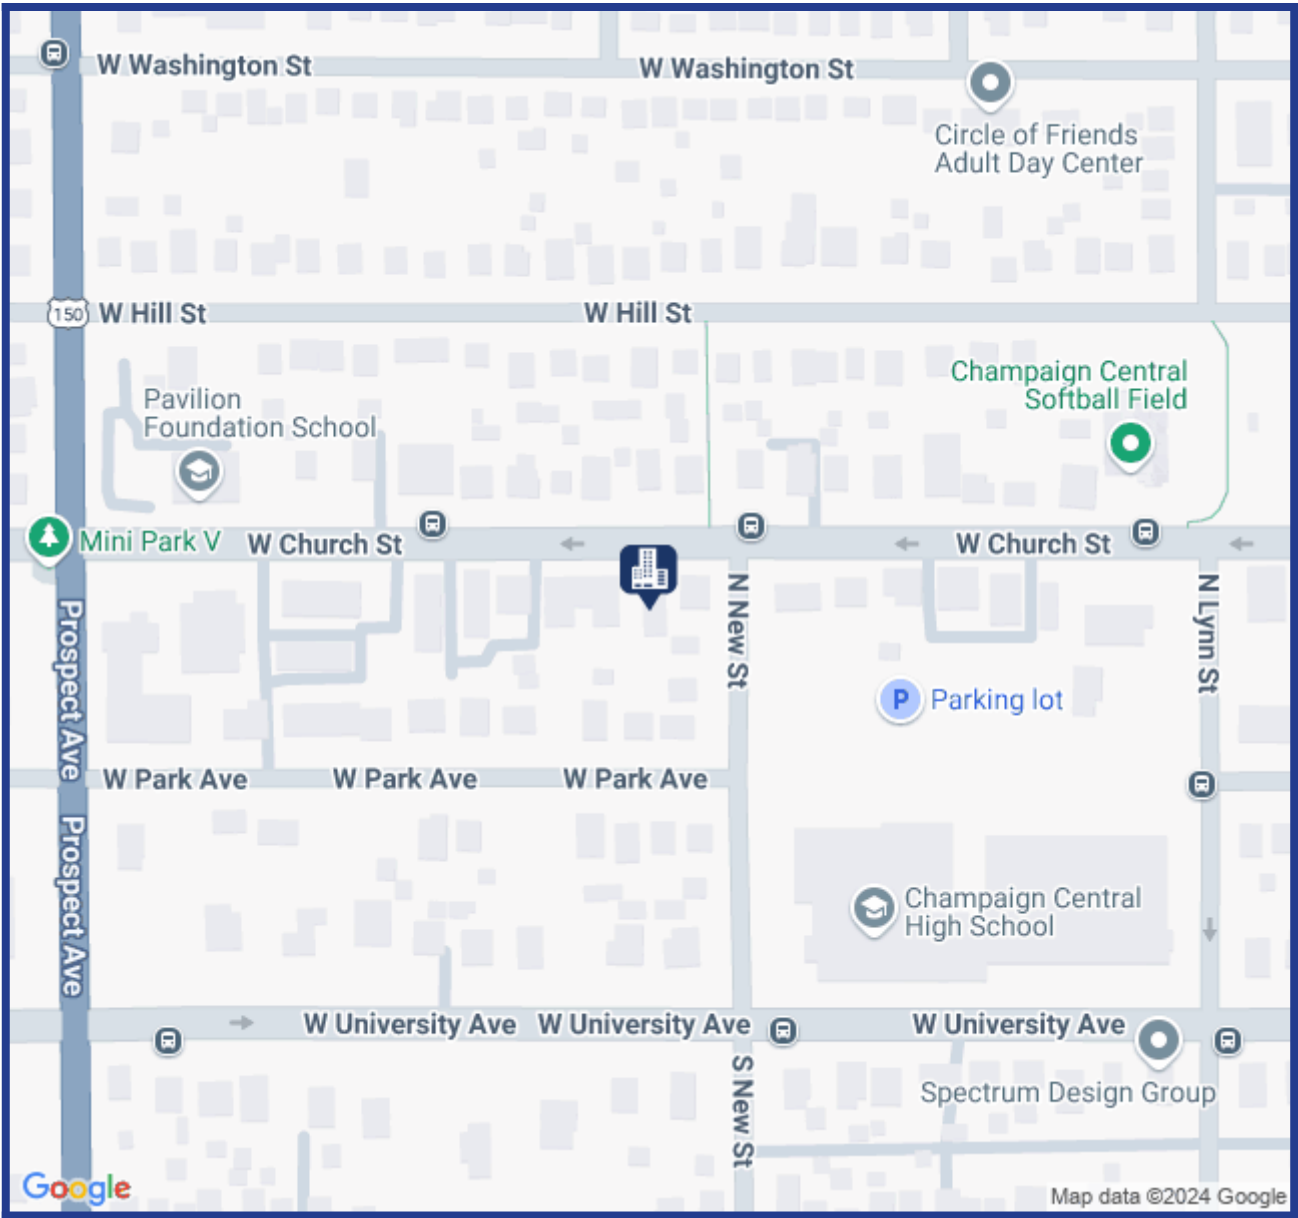 W Washington St
W Washington St
Circle of Friends
Adult Day Center
150
W Hill St
W Hill St
Champaign Central
Softball Field
Pavilion
Foundation School
Mini Park V
W Church St
W Church St
Prospect Ave
N New St
N Lynn St
P
Parking lot
W Park Ave
W Park Ave
W Park Ave
Prospect Ave
Champaign Central
High School
W University Ave
W University Ave
W University Ave
S New St
Spectrum Design Group
Google
Map data ©2024 Google